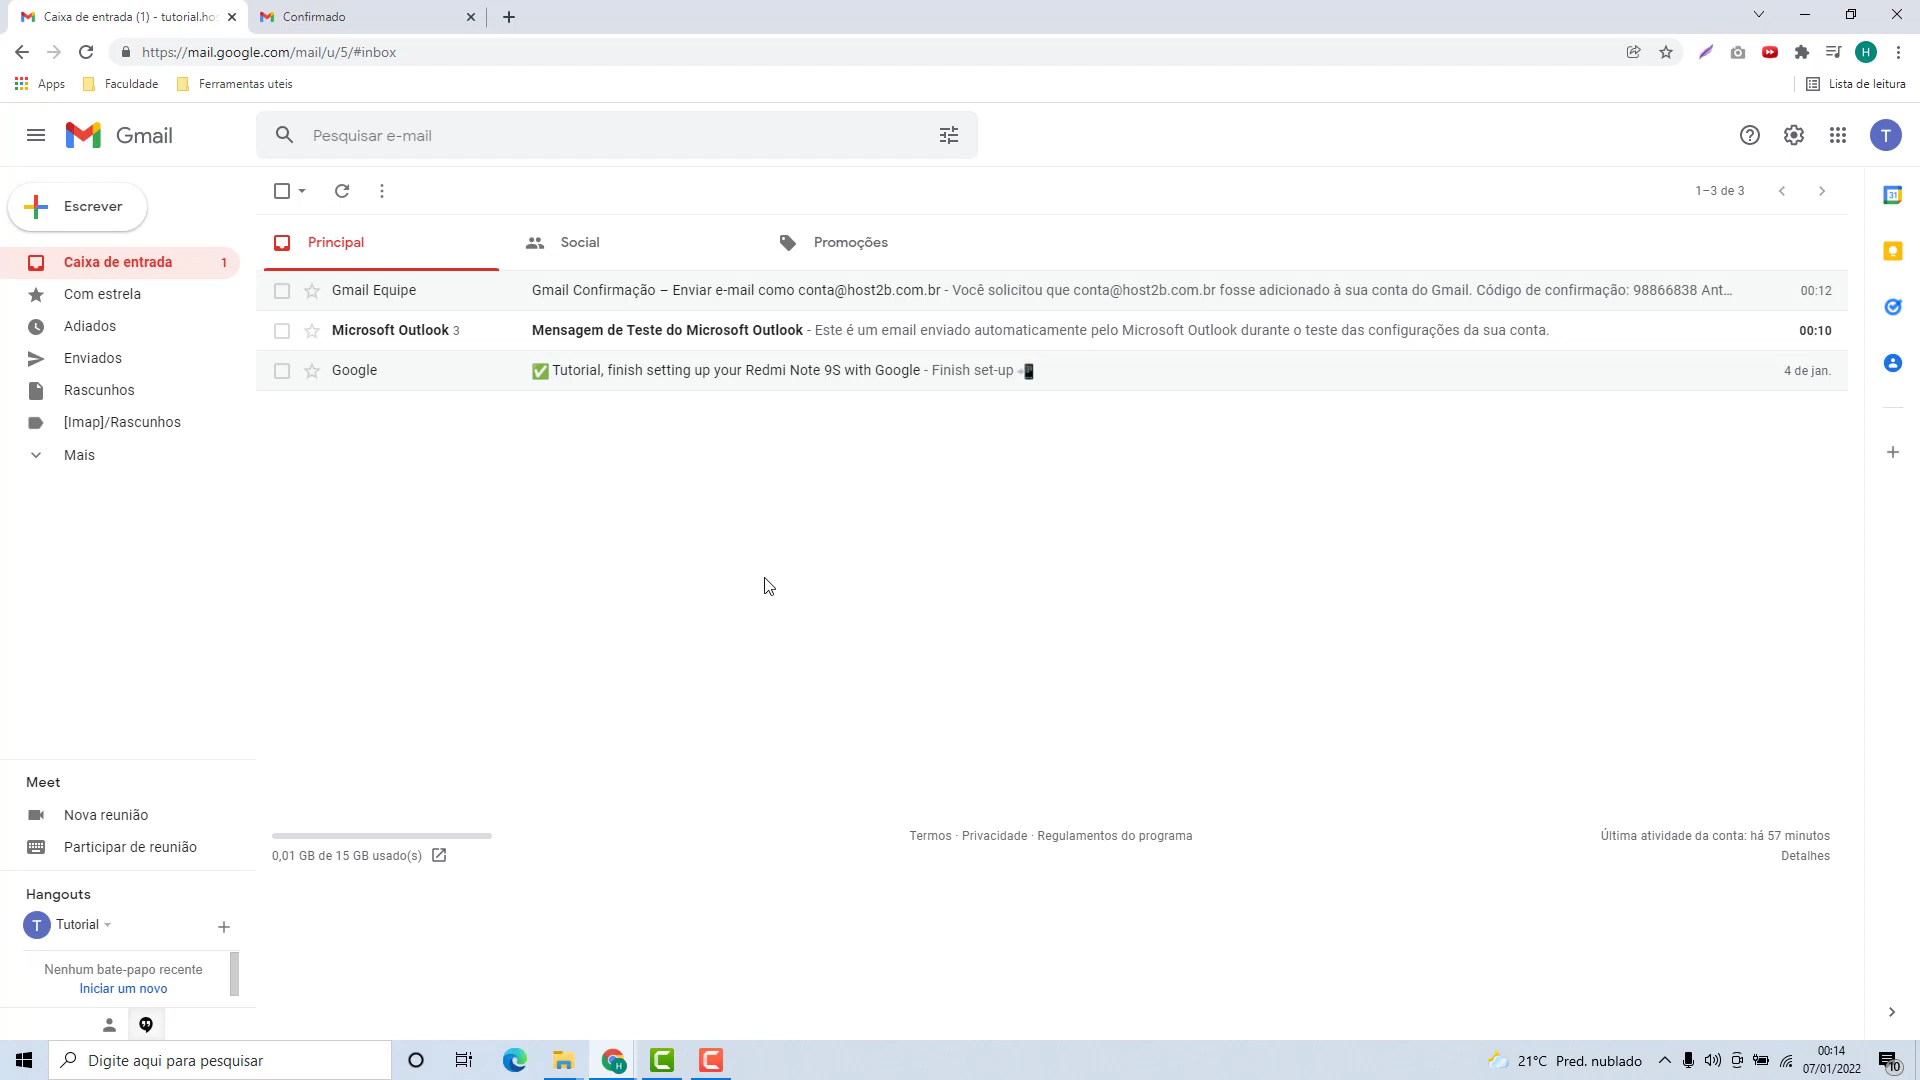 Caixa de entrada (1) - tutorial.ho
Confirmado
https://mail.google.com/mail/u/5/#inbox
H
Apps
Faculdade
Ferramentas uteis
Lista de leitura
Gmail
Pesquisar e-mail
T
Escrever
1–3 de 3
31
Principal
Social
Promoções
Caixa de entrada 1
Com estrela
Adiados
Enviados
Rascunhos
[Imap]/Rascunhos
Mais
Gmail Equipe Gmail Confirmação – Enviar e-mail como conta@host2b.com.br - Você solicitou que conta@host2b.com.br fosse adicionado à sua conta do Gmail. Código de confirmação: 98866838 Ant... 00:12
Microsoft Outlook 3 Mensagem de Teste do Microsoft Outlook - Este é um email enviado automaticamente pelo Microsoft Outlook durante o teste das configurações da sua conta. 00:10
Google ✅ Tutorial, finish setting up your Redmi Note 9S with Google - Finish set-up 📲 4 de jan.
Meet
Nova reunião
Participar de reunião
Hangouts
T Tutorial
Nenhum bate-papo recente
Iniciar um novo
0,01 GB de 15 GB usado(s)
Termos · Privacidade · Regulamentos do programa
Última atividade da conta: há 57 minutos
Detalhes
Digite aqui para pesquisar
H
21°C Pred. nublado
00:14
07/01/2022
10